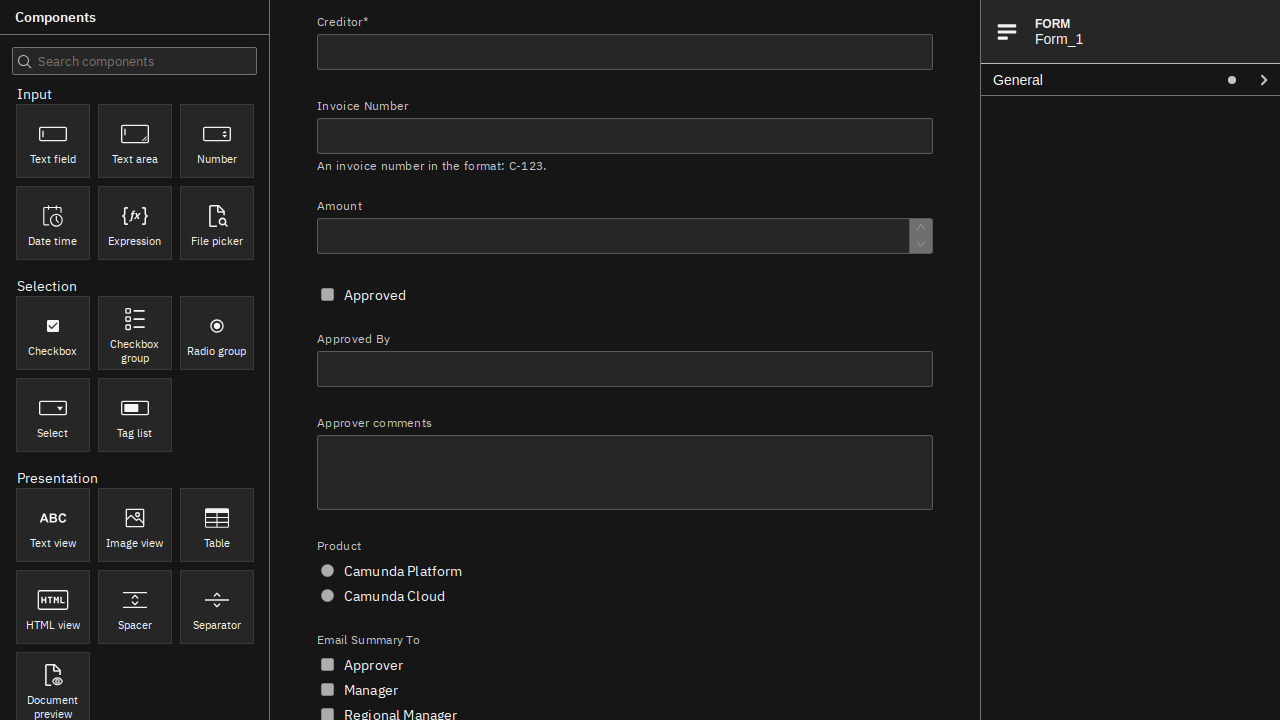 Components
Search components
Input
Text field
Text area
Number
Date time
{fx}
Expression
File picker
Selection
Checkbox
Checkbox
group
Radio group
Select
Tag list
Presentation
ABC
Text view
Image view
Table
HTML
HTML view
Spacer
Separator
Document
preview
Creditor*
Invoice Number
An invoice number in the format: C-123.
Amount
Approved
Approved By
Approver comments
Product
Camunda Platform
Camunda Cloud
Email Summary To
Approver
Manager
Regional Manager
FORM
Form_1
General